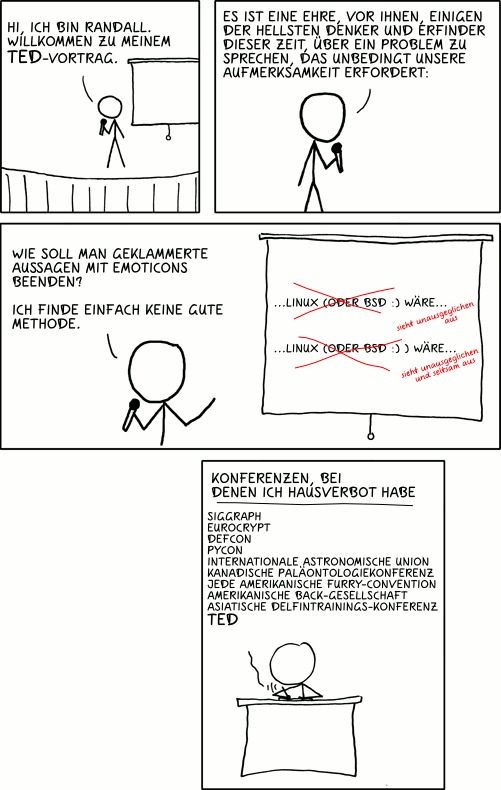 HI, ICH BIN RANDALL.
WILLKOMMEN ZU MEINEM
TED-VORTRAG.
ES IST EINE EHRE, VOR IHNEN, EINIGEN
DER HELLSTEN DENKER UND ERFINDER
DIESER ZEIT, ÜBER EIN PROBLEM ZU
SPRECHEN, DAS UNBEDINGT UNSERE
AUFMERKSAMKEIT ERFORDERT:
WIE SOLL MAN GEKLAMMERTE
AUSSAGEN MIT EMOTICONS
BEENDEN?
ICH FINDE EINFACH KEINE GUTE
METHODE.
...LINUX (ODER BSD :) WÄRE...
sieht unausgeglichen
aus
...LINUX (ODER BSD :) ) WÄRE...
sieht unausgeglichen
und seltsam aus
KONFERENZEN, BEI
DENEN ICH HAUSVERBOT HABE
SIGGRAPH
EUROCRYPT
DEFCON
PYCON
INTERNATIONALE ASTRONOMISCHE UNION
KANADISCHE PALÄONTOLOGIEKONFERENZ
JEDE AMERIKANISCHE FURRY-CONVENTION
AMERIKANISCHE BACK-GESELLSCHAFT
ASIATISCHE DELFINTRAININGS-KONFERENZ
TED